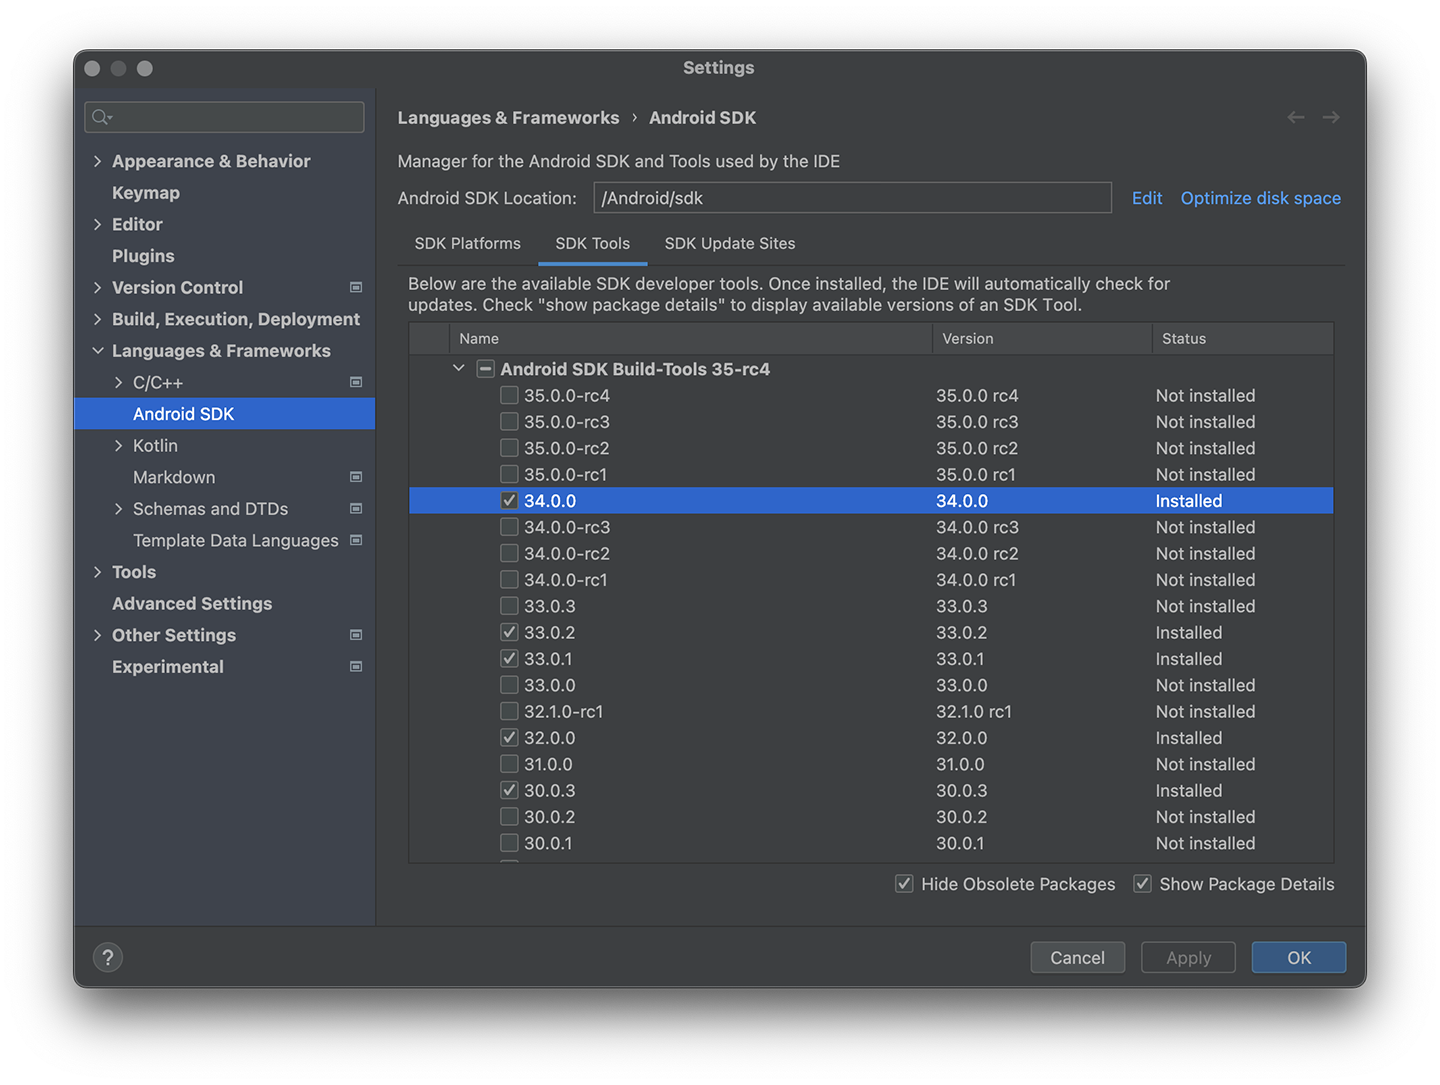 Settings
Appearance & Behavior
Keymap
Editor
Plugins
Version Control
Build, Execution, Deployment
Languages & Frameworks
C/C++
Android SDK
Kotlin
Markdown
Schemas and DTDs
Template Data Languages
Tools
Advanced Settings
Other Settings
Experimental
Languages & Frameworks › Android SDK
Manager for the Android SDK and Tools used by the IDE
Android SDK Location: /Android/sdk Edit Optimize disk space
SDK Platforms SDK Tools SDK Update Sites
Below are the available SDK developer tools. Once installed, the IDE will automatically check for
updates. Check "show package details" to display available versions of an SDK Tool.
Name Version Status
Android SDK Build-Tools 35-rc4
35.0.0-rc4 35.0.0 rc4 Not installed
35.0.0-rc3 35.0.0 rc3 Not installed
35.0.0-rc2 35.0.0 rc2 Not installed
35.0.0-rc1 35.0.0 rc1 Not installed
34.0.0 34.0.0 Installed
34.0.0-rc3 34.0.0 rc3 Not installed
34.0.0-rc2 34.0.0 rc2 Not installed
34.0.0-rc1 34.0.0 rc1 Not installed
33.0.3 33.0.3 Not installed
33.0.2 33.0.2 Installed
33.0.1 33.0.1 Installed
33.0.0 33.0.0 Not installed
32.1.0-rc1 32.1.0 rc1 Not installed
32.0.0 32.0.0 Installed
31.0.0 31.0.0 Not installed
30.0.3 30.0.3 Installed
30.0.2 30.0.2 Not installed
30.0.1 30.0.1 Not installed
Hide Obsolete Packages Show Package Details
? Cancel Apply OK